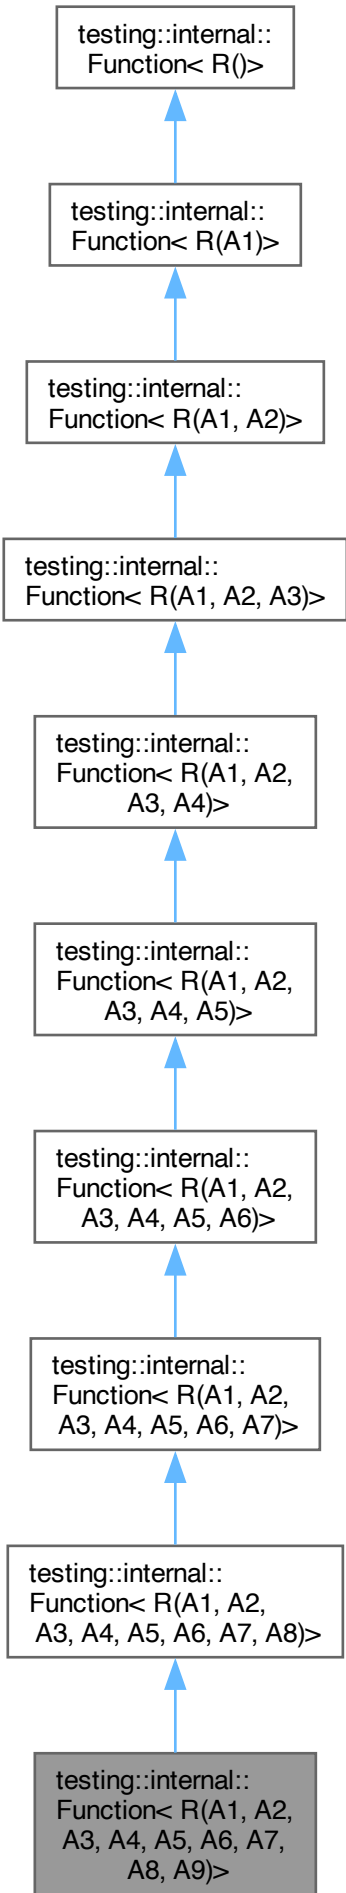 testing::internal::
Function< R()>
testing::internal::
Function< R(A1)>
testing::internal::
Function< R(A1, A2)>
testing::internal::
Function< R(A1, A2, A3)>
testing::internal::
Function< R(A1, A2,
A3, A4)>
testing::internal::
Function< R(A1, A2,
A3, A4, A5)>
testing::internal::
Function< R(A1, A2,
A3, A4, A5, A6)>
testing::internal::
Function< R(A1, A2,
A3, A4, A5, A6, A7)>
testing::internal::
Function< R(A1, A2,
A3, A4, A5, A6, A7, A8)>
testing::internal::
Function< R(A1, A2,
A3, A4, A5, A6, A7,
A8, A9)>